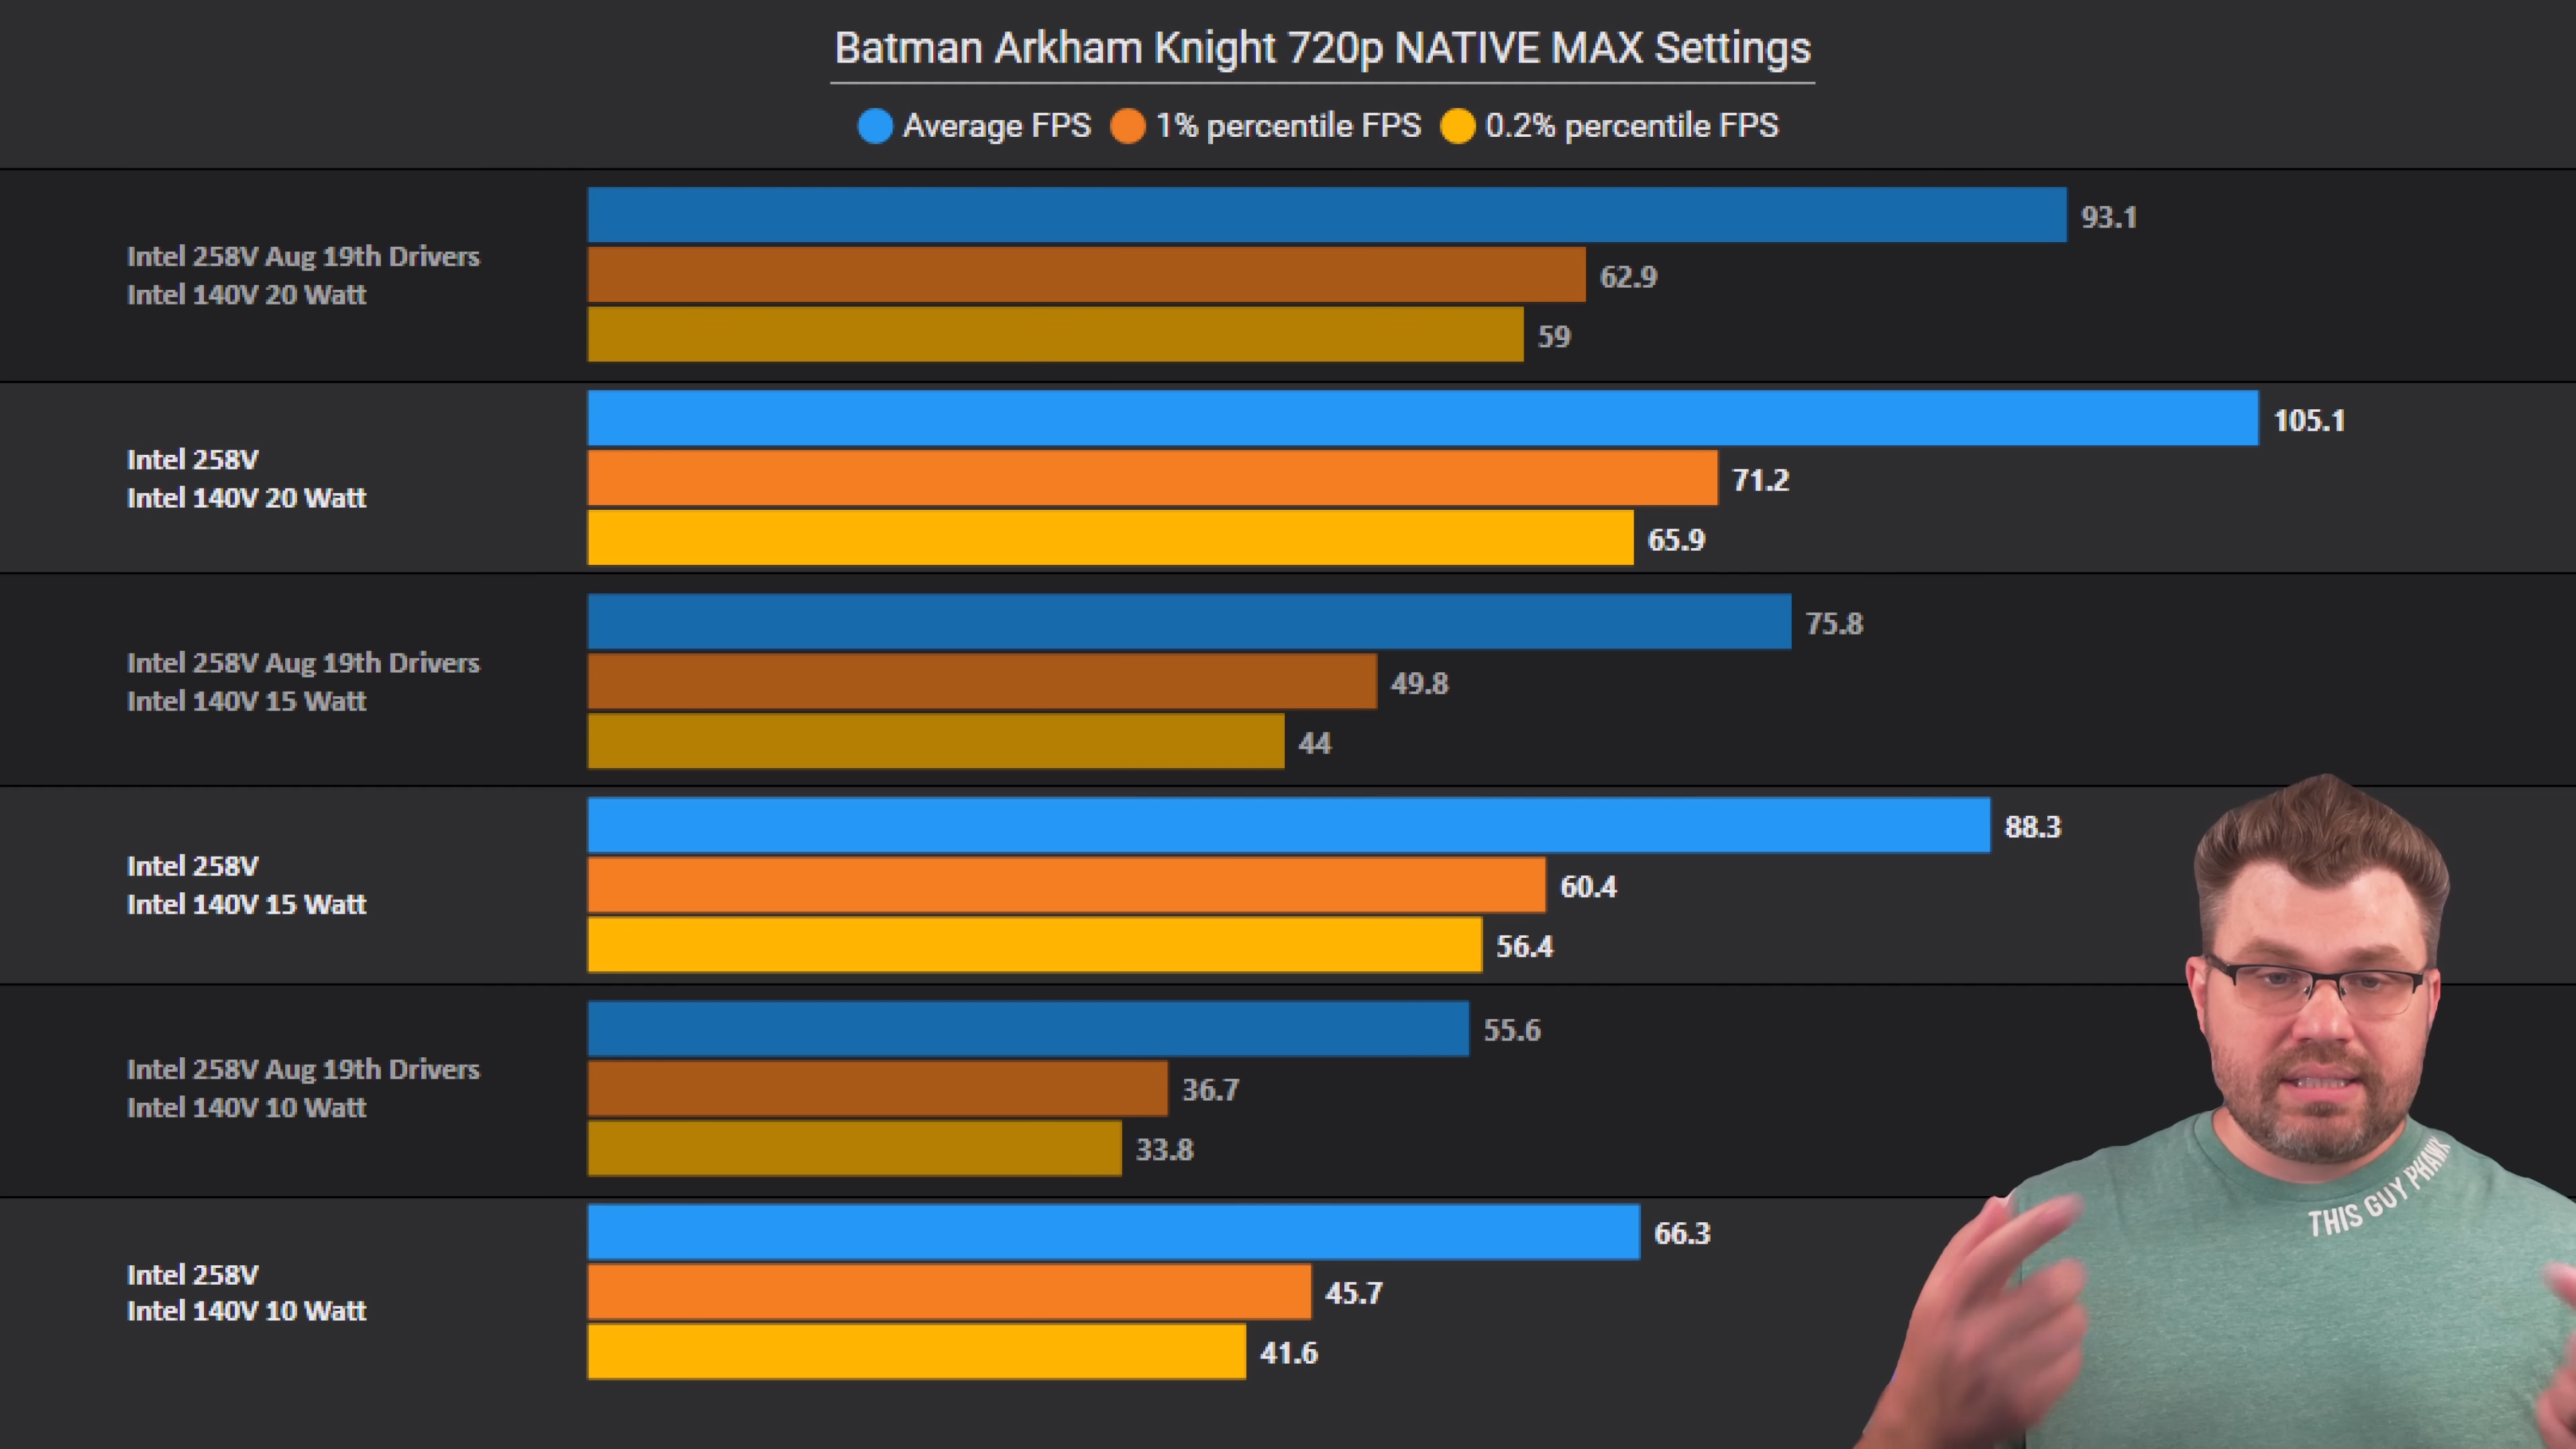 Batman Arkham Knight 720p NATIVE MAX Settings
Average FPS 1% percentile FPS 0.2% percentile FPS
Intel 258V Aug 19th Drivers
Intel 140V 20 Watt
93.1
62.9
59
Intel 258V
Intel 140V 20 Watt
105.1
71.2
65.9
Intel 258V Aug 19th Drivers
Intel 140V 15 Watt
75.8
49.8
44
Intel 258V
Intel 140V 15 Watt
88.3
60.4
56.4
Intel 258V Aug 19th Drivers
Intel 140V 10 Watt
55.6
36.7
33.8
Intel 258V
Intel 140V 10 Watt
66.3
45.7
41.6
THIS GUY PHAWX